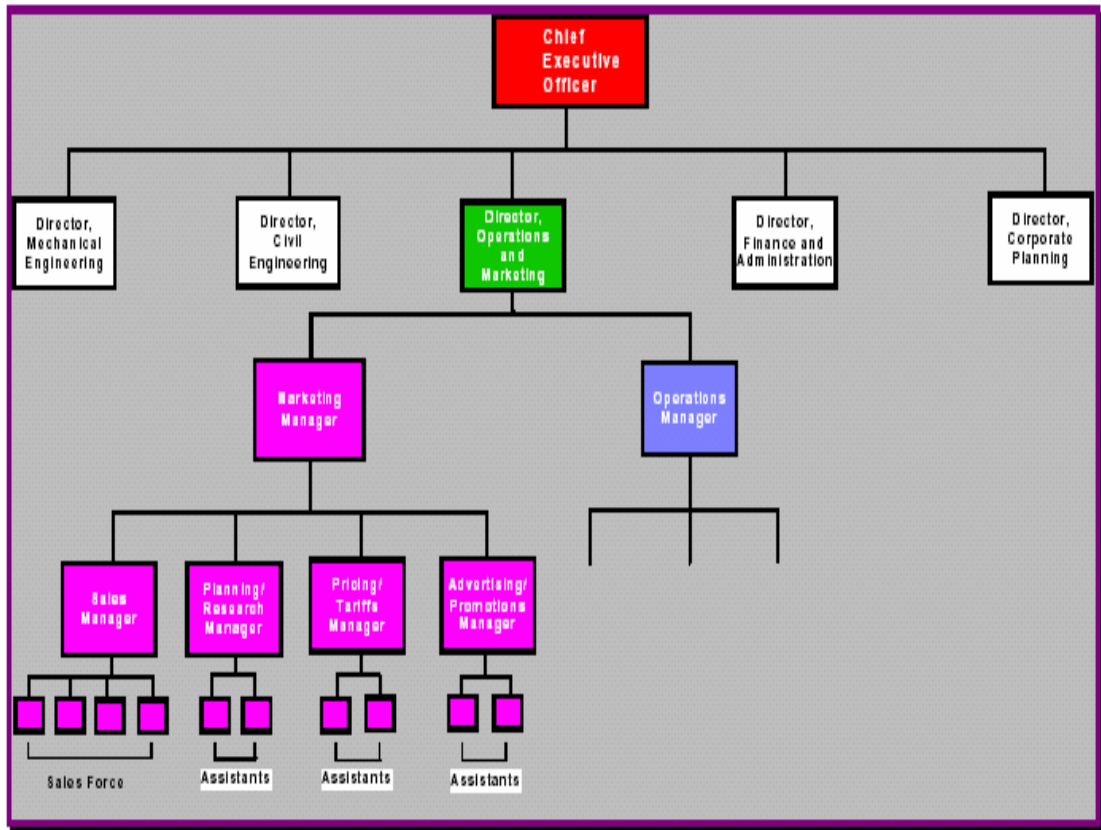 Chief
Executive
Officer
Director,
Mechanical
Engineering
Director,
Civil
Engineering
Director,
Operations
and
Marketing
Director,
Finance and
Administration
Director,
Corporate
Planning
Marketing
Manager
Operations
Manager
Sales
Manager
Planning/
Research
Manager
Pricing/
Tariffs
Manager
Advertising/
Promotions
Manager
Sales Force
Assistants
Assistants
Assistants